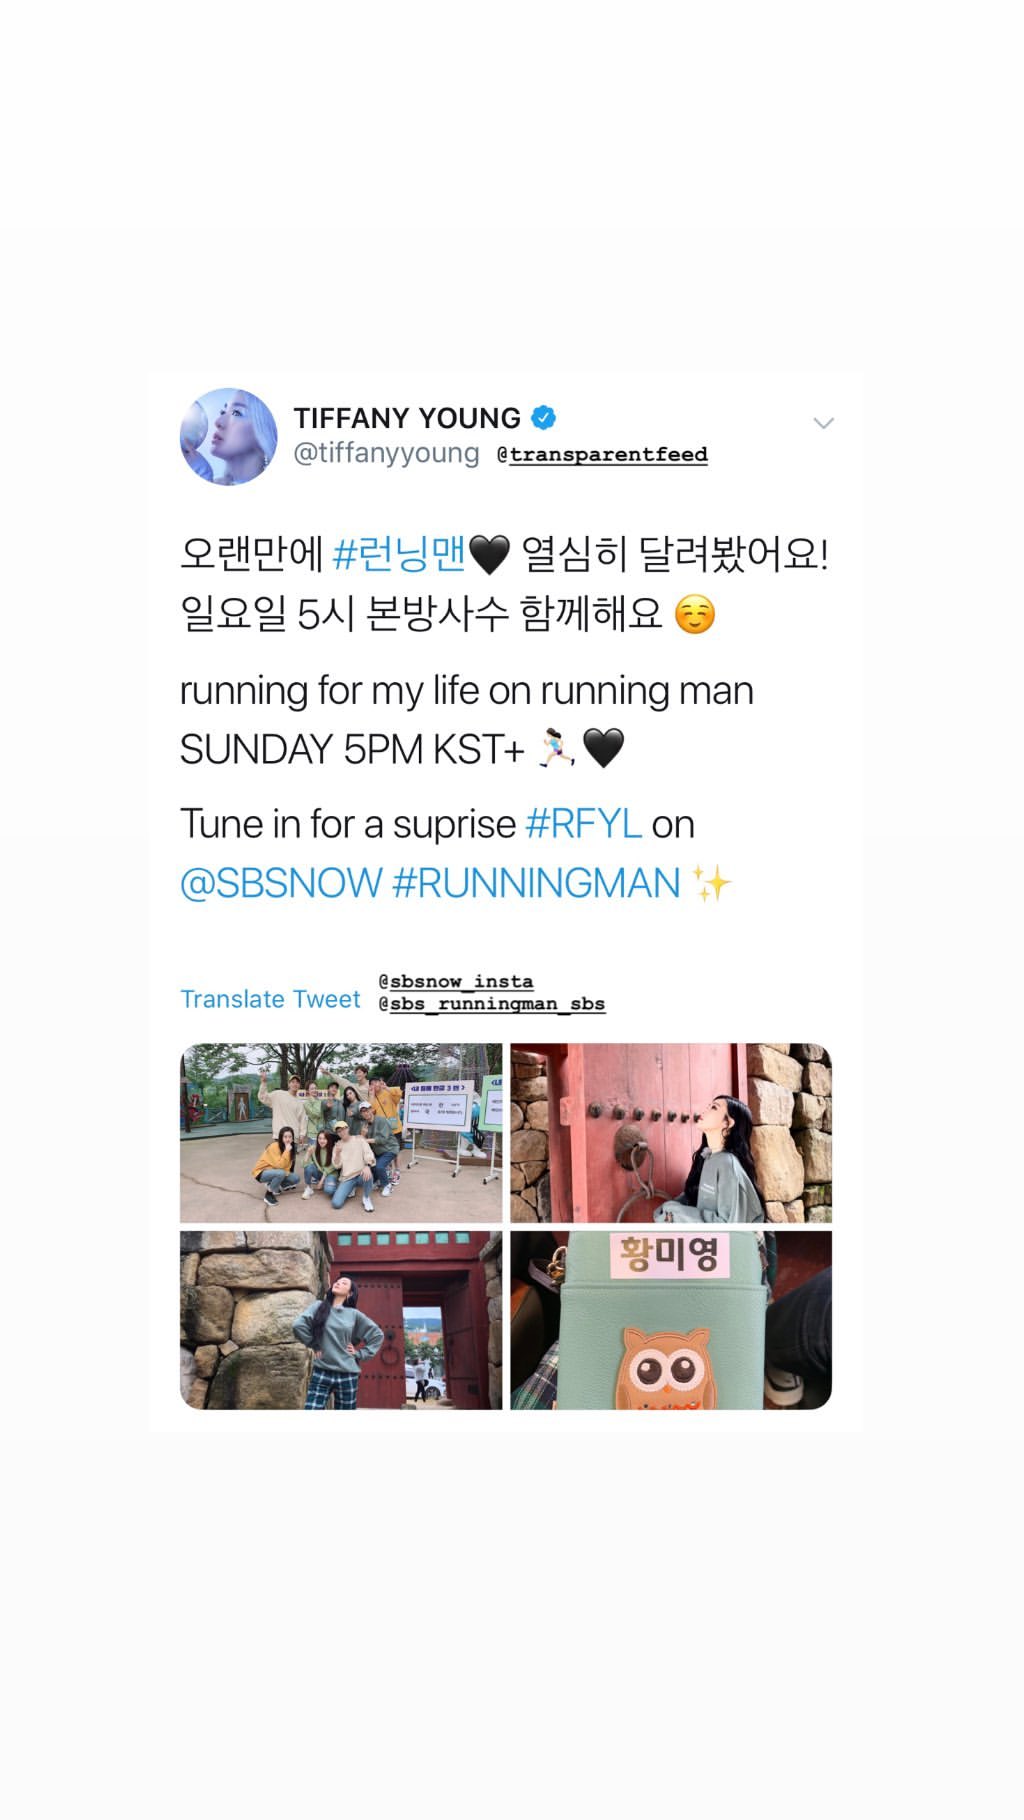 TIFFANY YOUNG
@tiffanyyoung @transparentfeed
오랜만에 #런닝맨🖤 열심히 달려봤어요!
일요일 5시 본방사수 함께해요 ☺️
running for my life on running man
SUNDAY 5PM KST+ 🏃🏻‍♀️🖤
Tune in for a suprise #RFYL on
@SBSNOW #RUNNINGMAN ✨
@sbsnow_insta
Translate Tweet @sbs_runningman_sbs
황미영